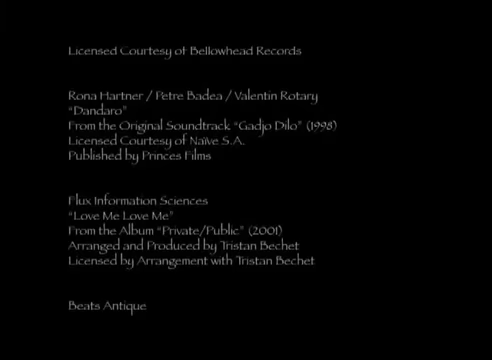 Licensed Courtesy of Bellowhead Records
Rona Hartner / Petre Badea / Valentin Rotary
"Dandaro"
From the Original Soundtrack "Gadjo Dilo" (1998)
Licensed Courtesy of Naïve S.A.
Published by Princes Films
Flux Information Sciences
"Love Me Love Me"
From the Album "Private/Public" (2001)
Arranged and Produced by Tristan Bechet
Licensed by Arrangement with Tristan Bechet
Beats Antique